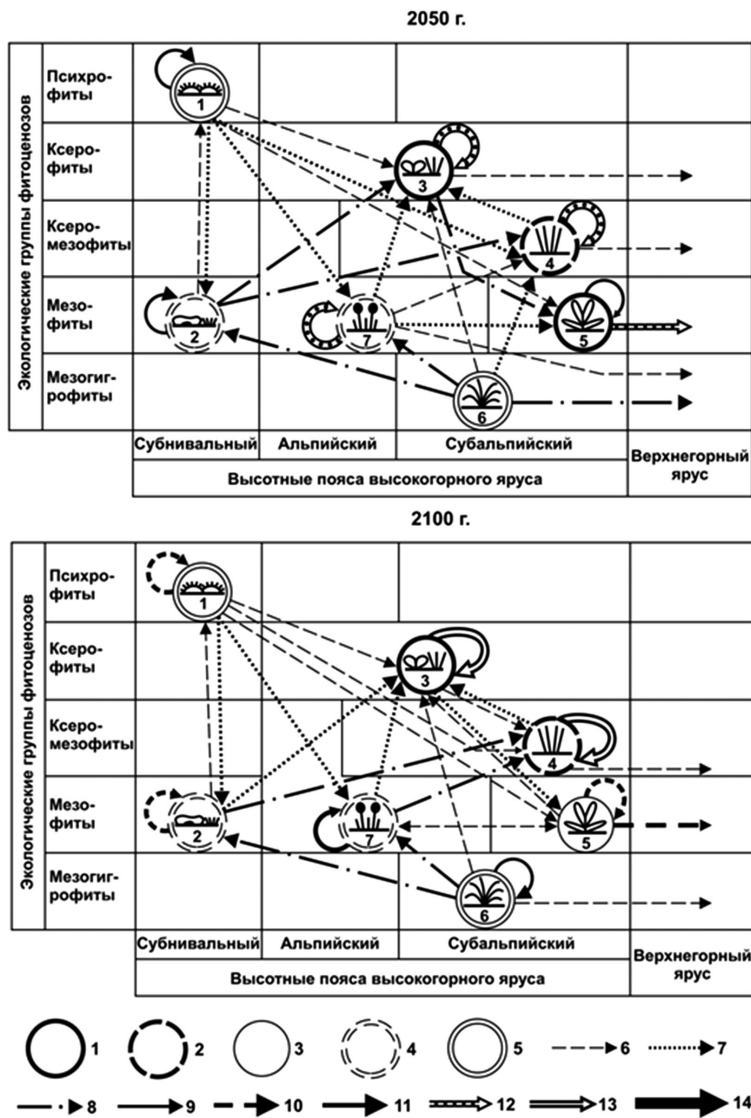 2050 г.
Экологические группы фитоценозов
Психро-
фиты
1
Ксеро-
фиты
3
Ксеро-
мезофиты
4
Мезо-
фиты
2
7
5
Мезогиг-
рофиты
6
Субнивальный
Альпийский
Субальпийский
Верхнегорный
ярус
Высотные пояса высокогорного яруса
2100 г.
Экологические группы фитоценозов
Психро-
фиты
1
Ксеро-
фиты
3
Ксеро-
мезофиты
4
Мезо-
фиты
2
7
5
Мезогиг-
рофиты
6
Субнивальный
Альпийский
Субальпийский
Верхнегорный
ярус
Высотные пояса высокогорного яруса
1 2 3 4 5 6 7
8 9 10 11 12 13 14